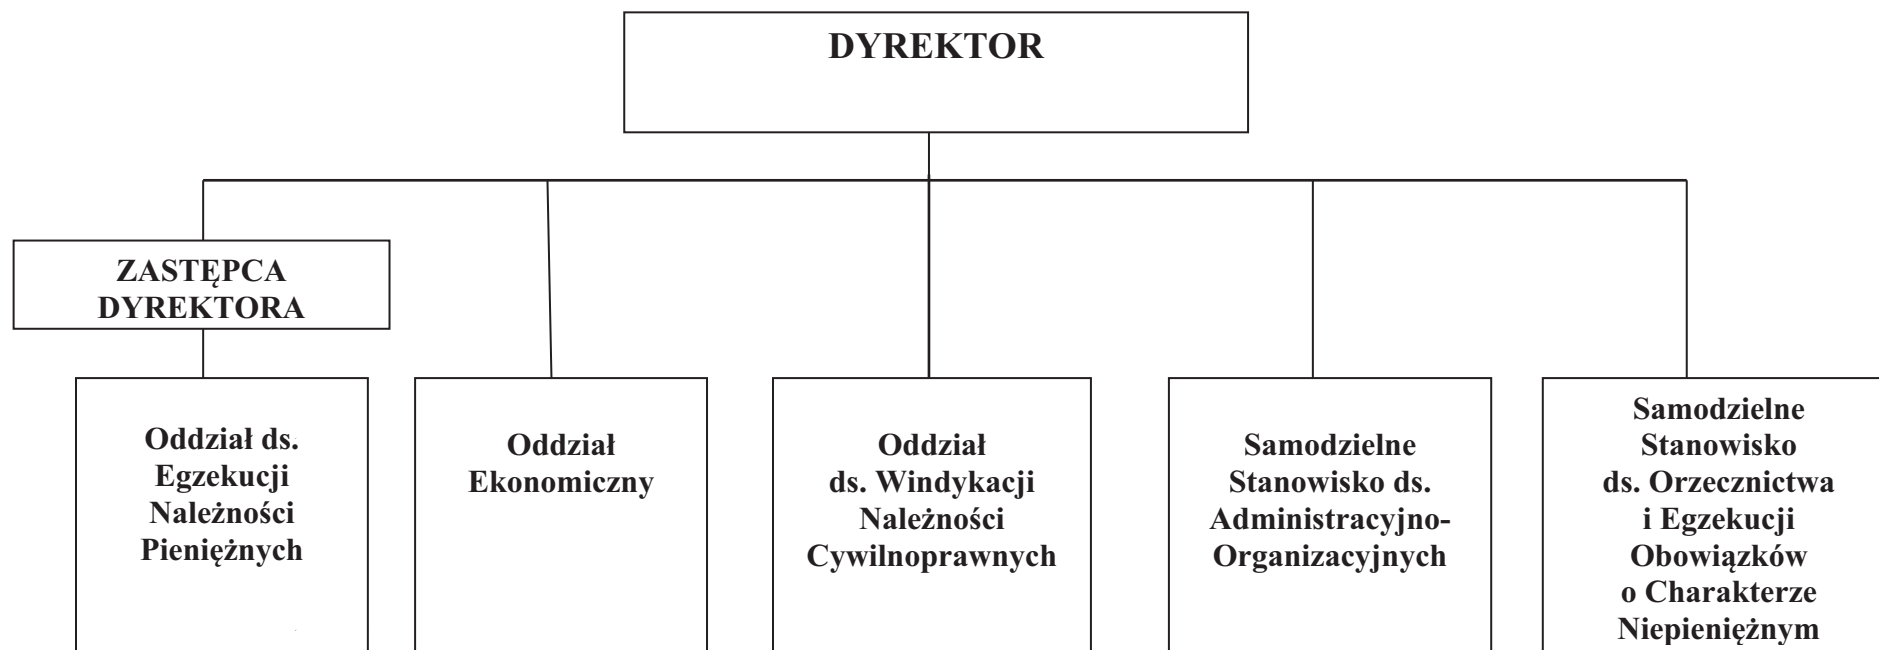 DYREKTOR
ZASTĘPCA
DYREKTORA
Oddział ds.
Egzekucji
Należności
Pieniężnych
Oddział
Ekonomiczny
Oddział
ds. Windykacji
Należności
Cywilnoprawnych
Samodzielne
Stanowisko ds.
Administracyjno-
Organizacyjnych
Samodzielne
Stanowisko
ds. Orzecznictwa
i Egzekucji
Obowiązków
o Charakterze
Niepieniężnym